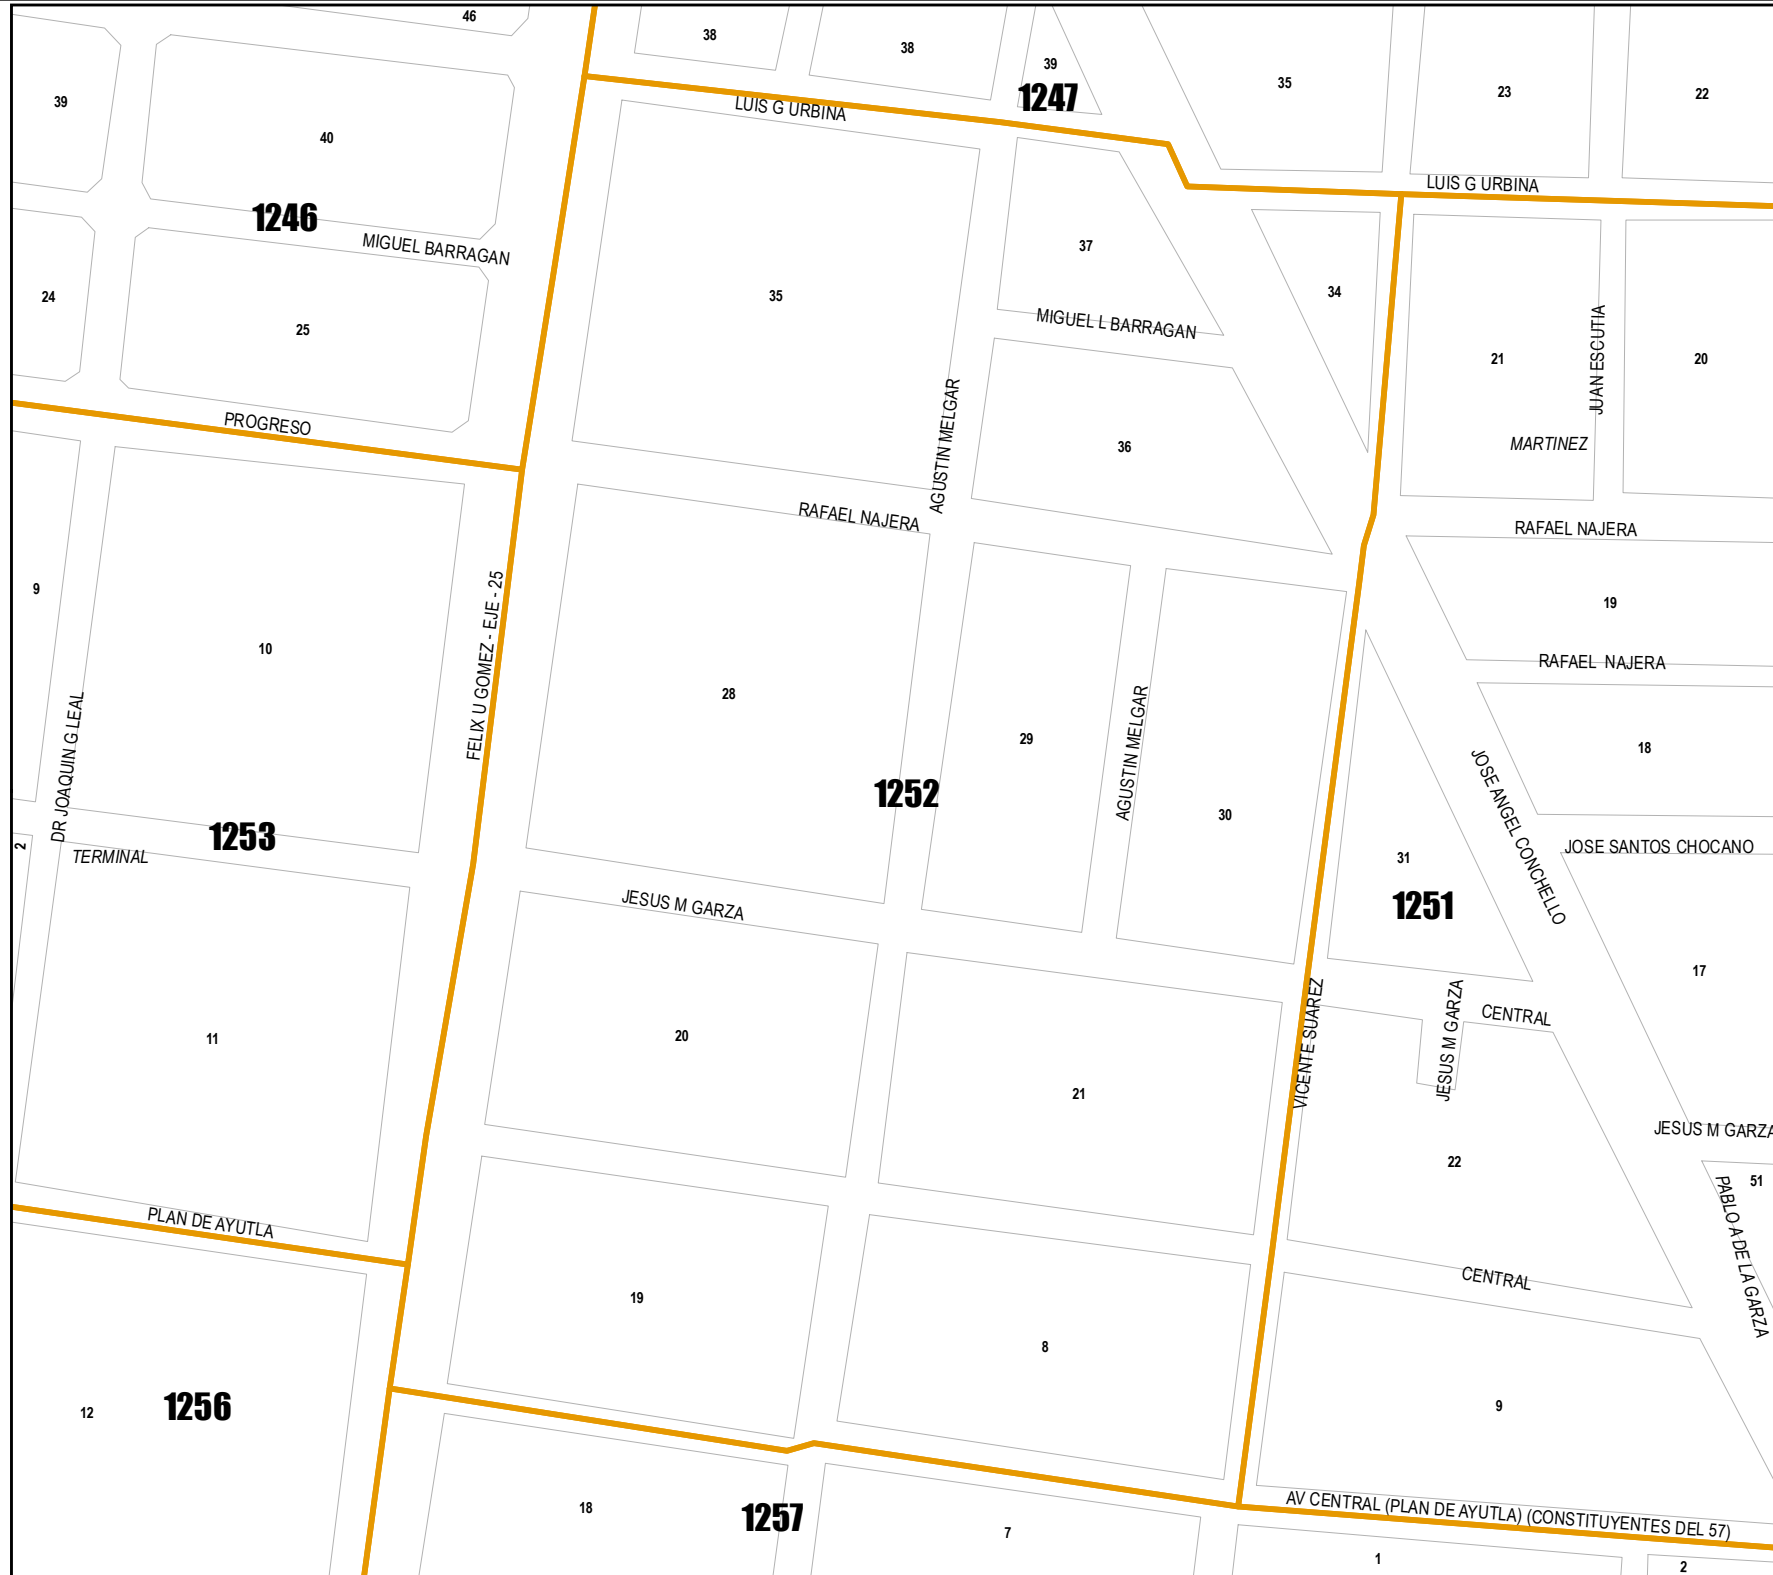 46
38
38
39
1247
35
23
22
39
40
LUIS G URBINA
LUIS G URBINA
1246
MIGUEL BARRAGAN
24
25
35
37
MIGUEL L BARRAGAN
34
21
JUAN ESCUTIA
20
PROGRESO
AGUSTIN MELGAR
36
MARTINEZ
RAFAEL NAJERA
RAFAEL NAJERA
9
10
FELIX U GOMEZ - EJE - 25
19
RAFAEL NAJERA
28
29
AGUSTIN MELGAR
18
DR JOAQUIN G LEAL
1252
30
JOSE ANGEL CONCHELLO
2
1253
TERMINAL
31
JOSE SANTOS CHOCANO
JESUS M GARZA
1251
17
VICENTE SUAREZ
JESUS M GARZA
CENTRAL
11
20
21
JESUS M GARZA
22
51
PABLO A DE LA GARZA
PLAN DE AYUTLA
CENTRAL
19
8
12
1256
9
18
1257
7
AV CENTRAL (PLAN DE AYUTLA) (CONSTITUYENTES DEL 57)
1
2